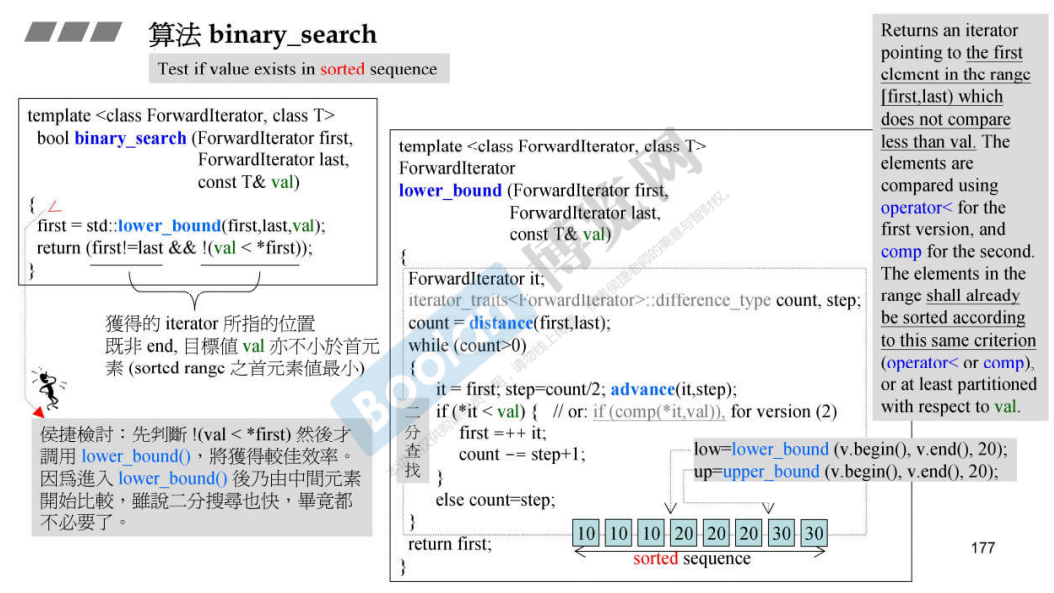 算法 binary_search
Test if value exists in sorted sequence
template <class ForwardIterator, class T>
bool binary_search (ForwardIterator first,
ForwardIterator last,
const T& val)
{
first = std::lower_bound(first,last,val);
return (first!=last && !(val < *first));
}
獲得的 iterator 所指的位置
既非 end, 目標值 val 亦不小於首元
素 (sorted range 之首元素值最小)
侯捷檢討：先判斷 !(val < *first) 然後才
調用 lower_bound()，將獲得較佳效率。
因爲進入 lower_bound() 後乃由中間元素
開始比較，雖說二分搜尋也快，畢竟都
不必要了。
template <class ForwardIterator, class T>
ForwardIterator
lower_bound (ForwardIterator first,
ForwardIterator last,
const T& val)
{
ForwardIterator it;
iterator_traits<ForwardIterator>::difference_type count, step;
count = distance(first,last);
while (count>0)
{
it = first; step=count/2; advance(it,step);
if (*it < val) { // or: if (comp(*it,val)), for version (2)
first =++ it;
count -= step+1;
}
else count=step;
}
return first;
}
二
分
查
找
low=lower_bound (v.begin(), v.end(), 20);
up=upper_bound (v.begin(), v.end(), 20);
10 10 10 20 20 20 30 30
sorted sequence
Returns an iterator
pointing to the first
element in the range
[first,last) which
does not compare
less than val. The
elements are
compared using
operator< for the
first version, and
comp for the second.
The elements in the
range shall already
be sorted according
to this same criterion
(operator< or comp),
or at least partitioned
with respect to val.
177
Boolan
博览网